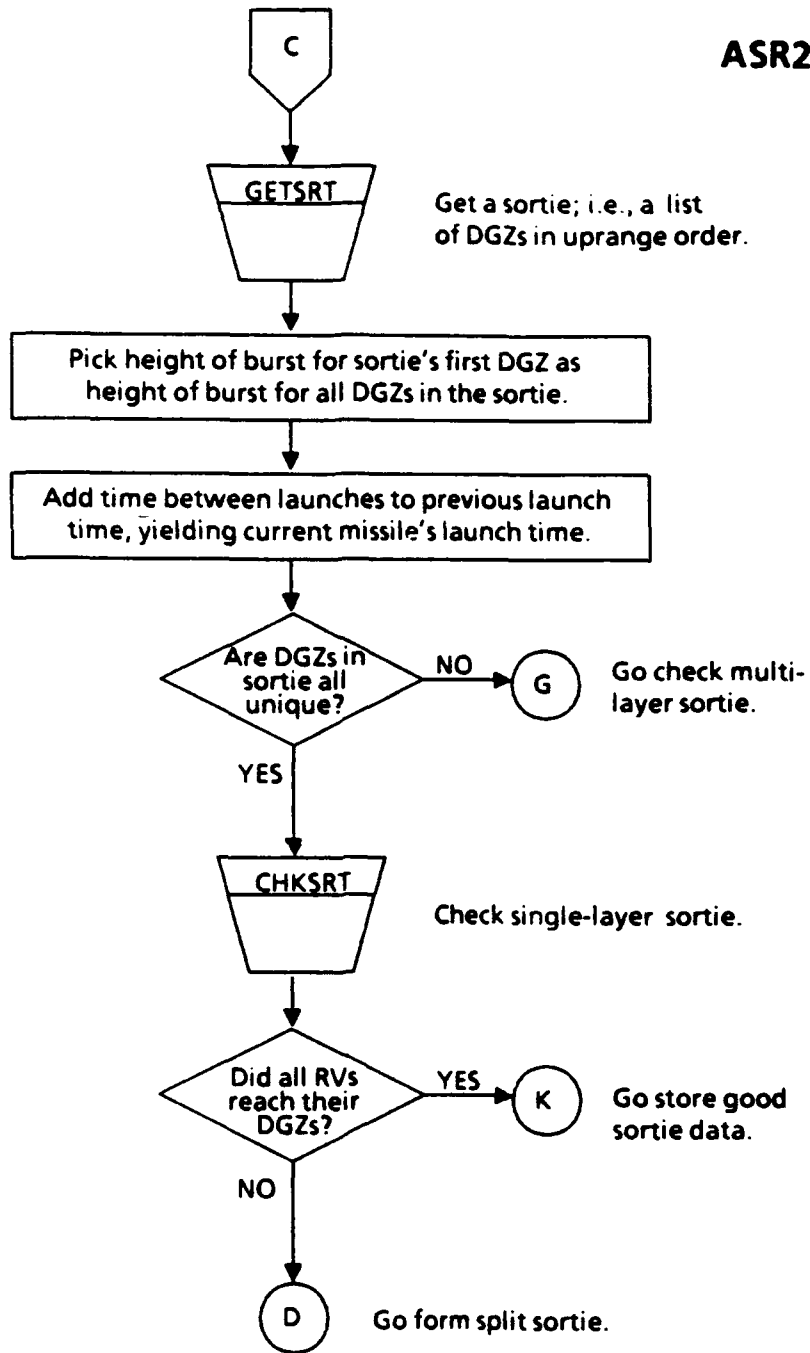 C
ASR2
GETSRT
Get a sortie; i.e., a list
of DGZs in uprange order.
Pick height of burst for sortie's first DGZ as
height of burst for all DGZs in the sortie.
Add time between launches to previous launch
time, yielding current missile's launch time.
Are DGZs in
sortie all
unique?
NO
G
Go check multi-
layer sortie.
YES
CHKSRT
Check single-layer sortie.
Did all RVs
reach their
DGZs?
YES
K
Go store good
sortie data.
NO
D
Go form split sortie.